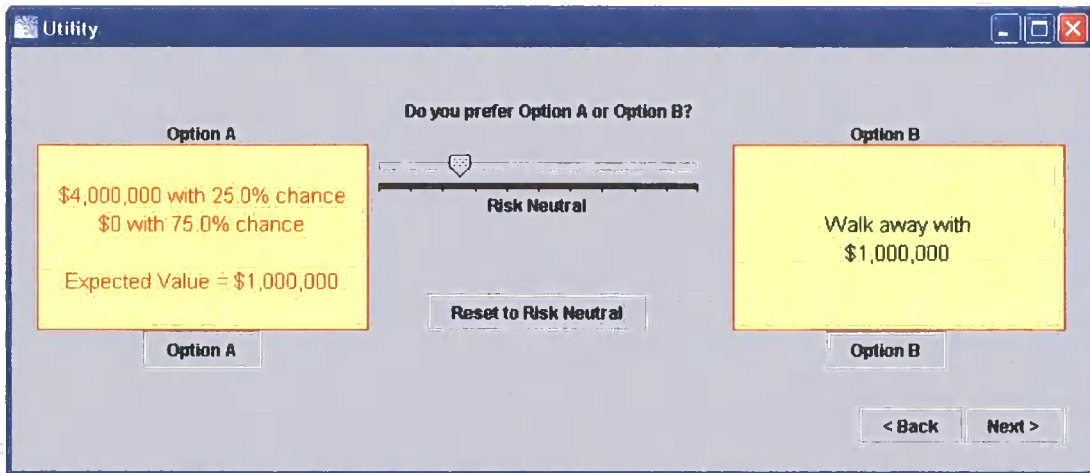 Utility
Do you prefer Option A or Option B?
Option A
$4,000,000 with 25.0% chance
$0 with 75.0% chance
Expected Value = $1,000,000
Option A
Risk Neutral
Reset to Risk Neutral
Option B
Walk away with
$1,000,000
Option B
< Back
Next >